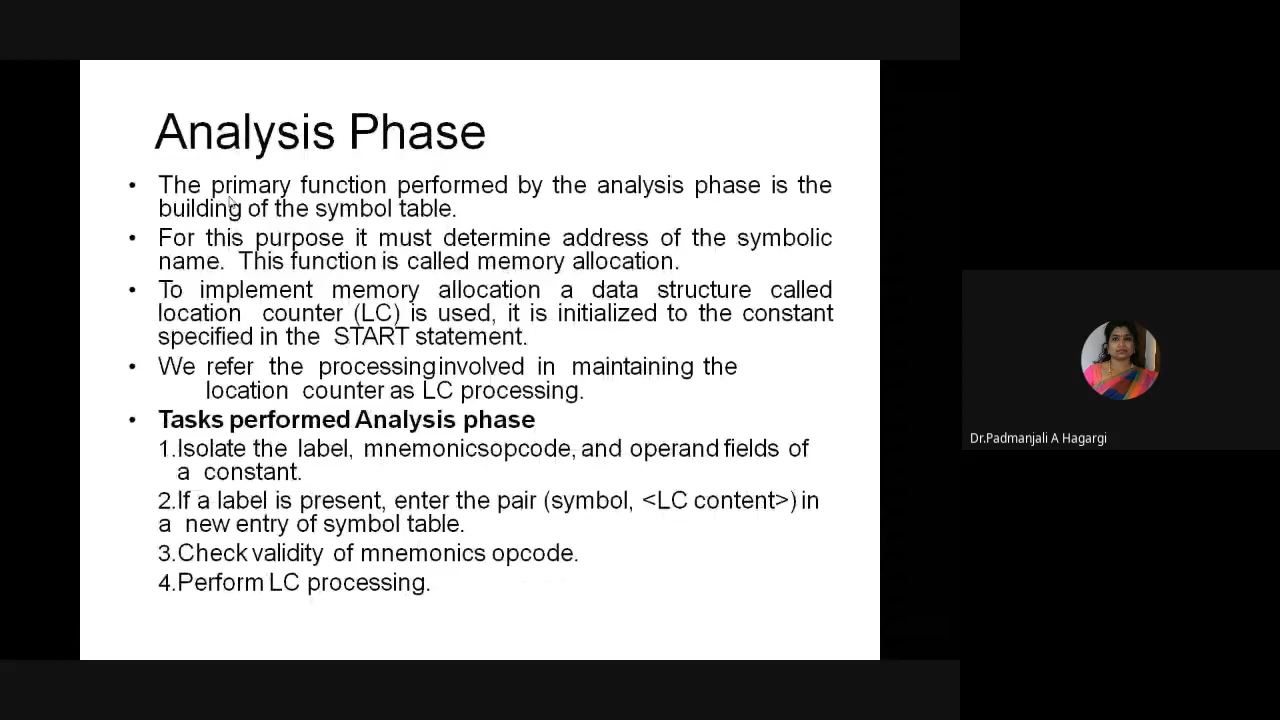 Analysis Phase
• The primary function performed by the analysis phase is the
building of the symbol table.
• For this purpose it must determine address of the symbolic
name. This function is called memory allocation.
• To implement memory allocation a data structure called
location counter (LC) is used, it is initialized to the constant
specified in the START statement.
• We refer the processinginvolved in maintaining the
location counter as LC processing.
• Tasks performed Analysis phase
1.Isolate the label, mnemonicsopcode, and operand fields of
a constant.
2.If a label is present, enter the pair (symbol, <LC content>) in
a new entry of symbol table.
3.Check validity of mnemonics opcode.
4.Perform LC processing.
Dr.Padmanjali A Hagargi